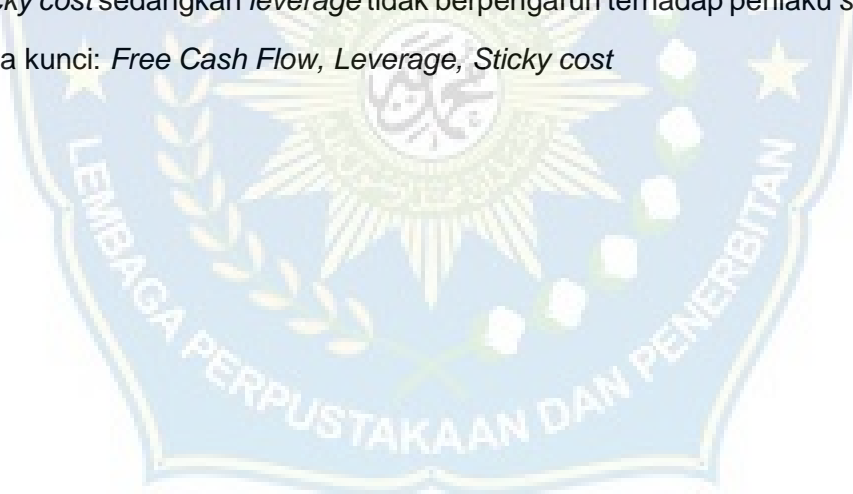 cky cost sedangkan leverage tidak berpengaruh terhadap perilaku s
a kunci: Free Cash Flow, Leverage, Sticky cost
LEMBAGA PERPUSTAKAAN DAN PENERBITAN